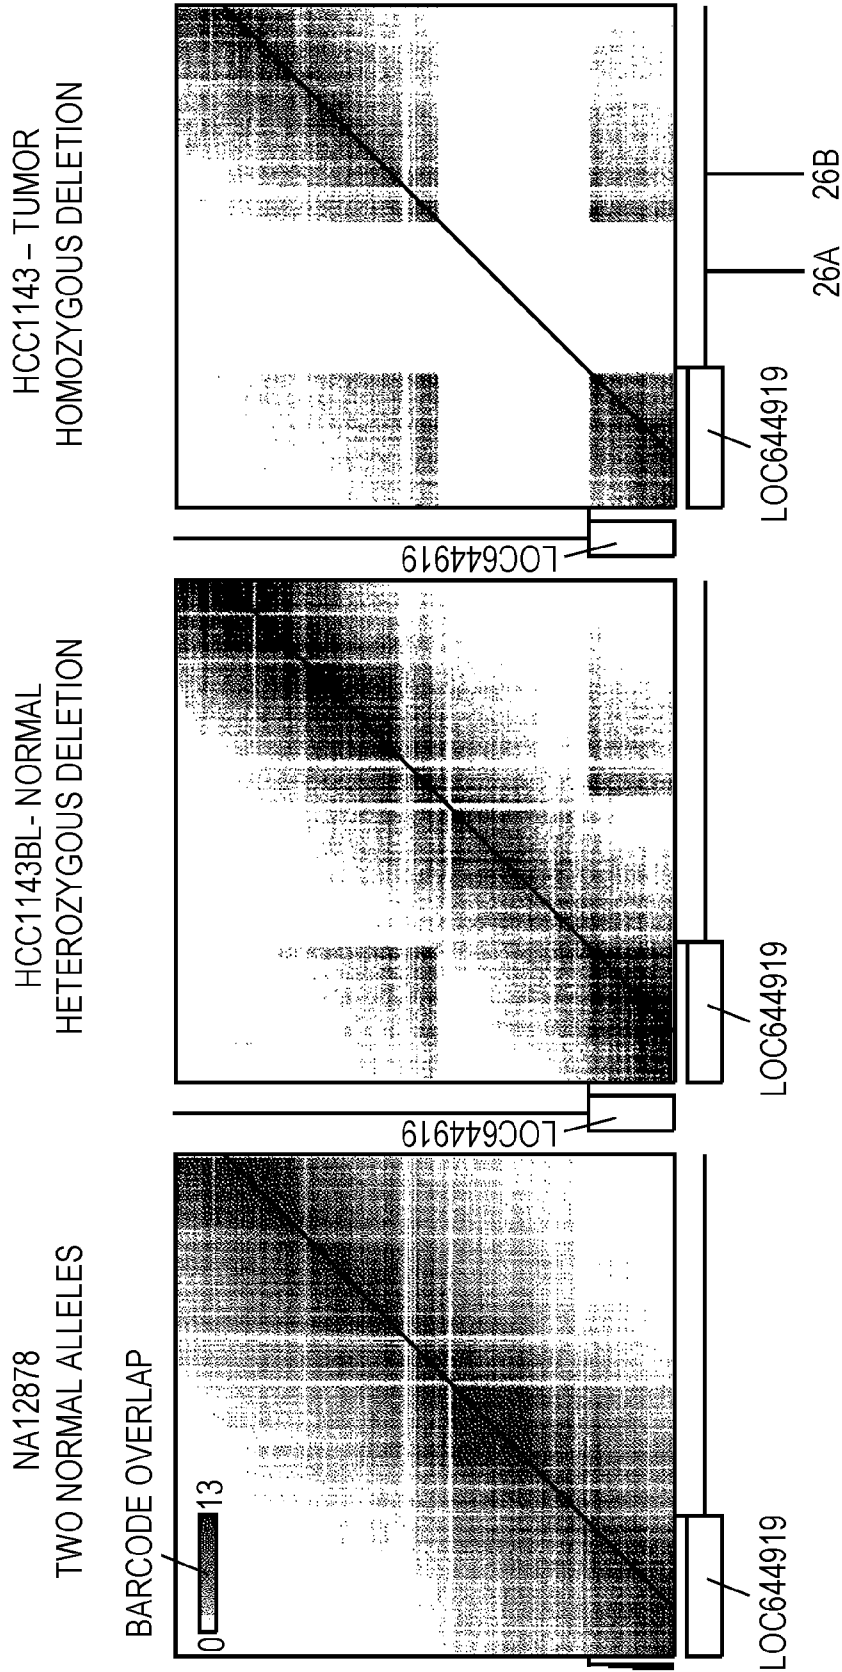 NA12878
TWO NORMAL ALLELES
BARCODE OVERLAP
0
13
LOC644919
HCC1143BL- NORMAL
HETEROZYGOUS DELETION
LOC644919
LOC644919
HCC1143 – TUMOR
HOMOZYGOUS DELETION
LOC644919
LOC644919
26A
26B